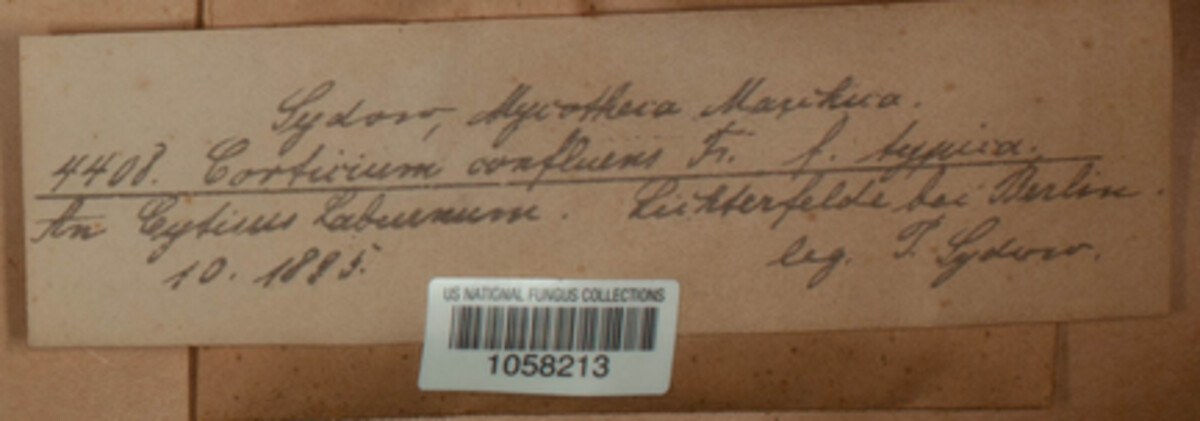 Sydow, Mycotheca Marchica.
4408. Corticium confluens Fr. f. typica.
An Cytisus Laburnum. Lichterfelde bei Berlin.
10. 1895. leg. P. Sydow.
US NATIONAL FUNGUS COLLECTIONS
1058213